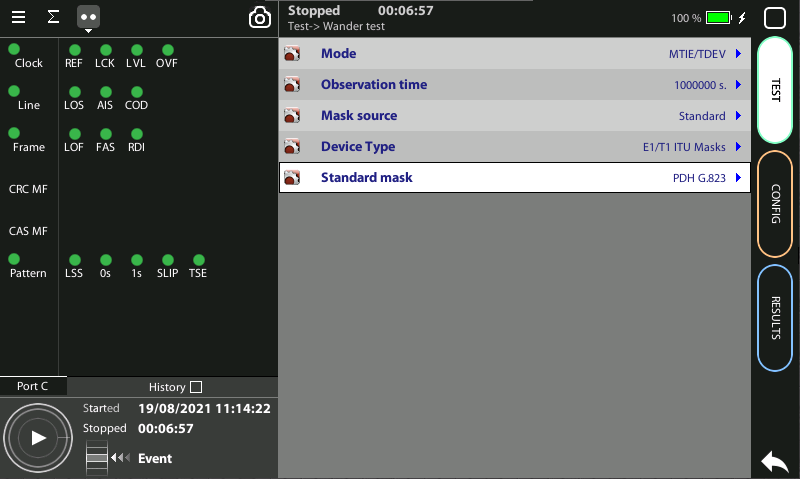 Stopped 00:06:57
Test-> Wander test
100 %
Clock REF LCK LVL OVF
Line LOS AIS COD
Frame LOF FAS RDI
CRC MF
CAS MF
Pattern LSS 0s 1s SLIP TSE
Port C History
Started 19/08/2021 11:14:22
Stopped 00:06:57
Event
Mode MTIE/TDEV
Observation time 1000000 s.
Mask source Standard
Device Type E1/T1 ITU Masks
Standard mask PDH G.823
TEST
CONFIG
RESULTS